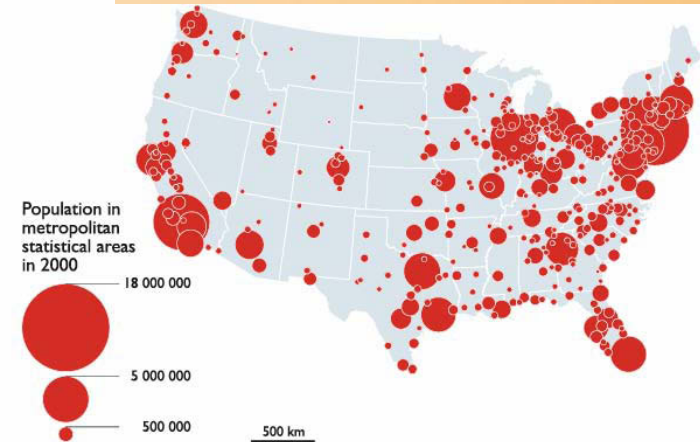 Population in
metropolitan
statistical areas
in 2000
18 000 000
5 000 000
500 000
500 km